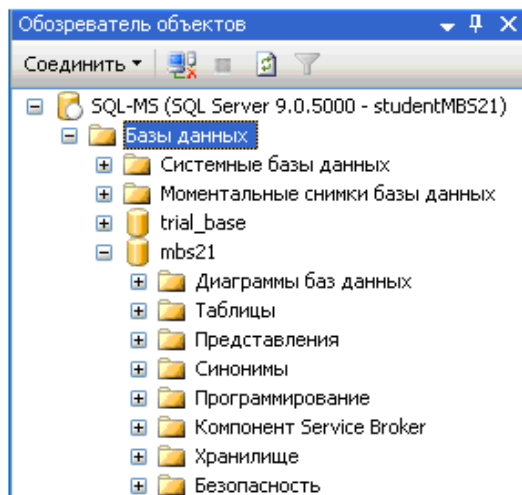 Обозреватель объектов
Соединить
SQL-MS (SQL Server 9.0.5000 - studentMBS21)
Базы данных
Системные базы данных
Моментальные снимки базы данных
trial_base
mbs21
Диаграммы баз данных
Таблицы
Представления
Синонимы
Программирование
Компонент Service Broker
Хранилище
Безопасность